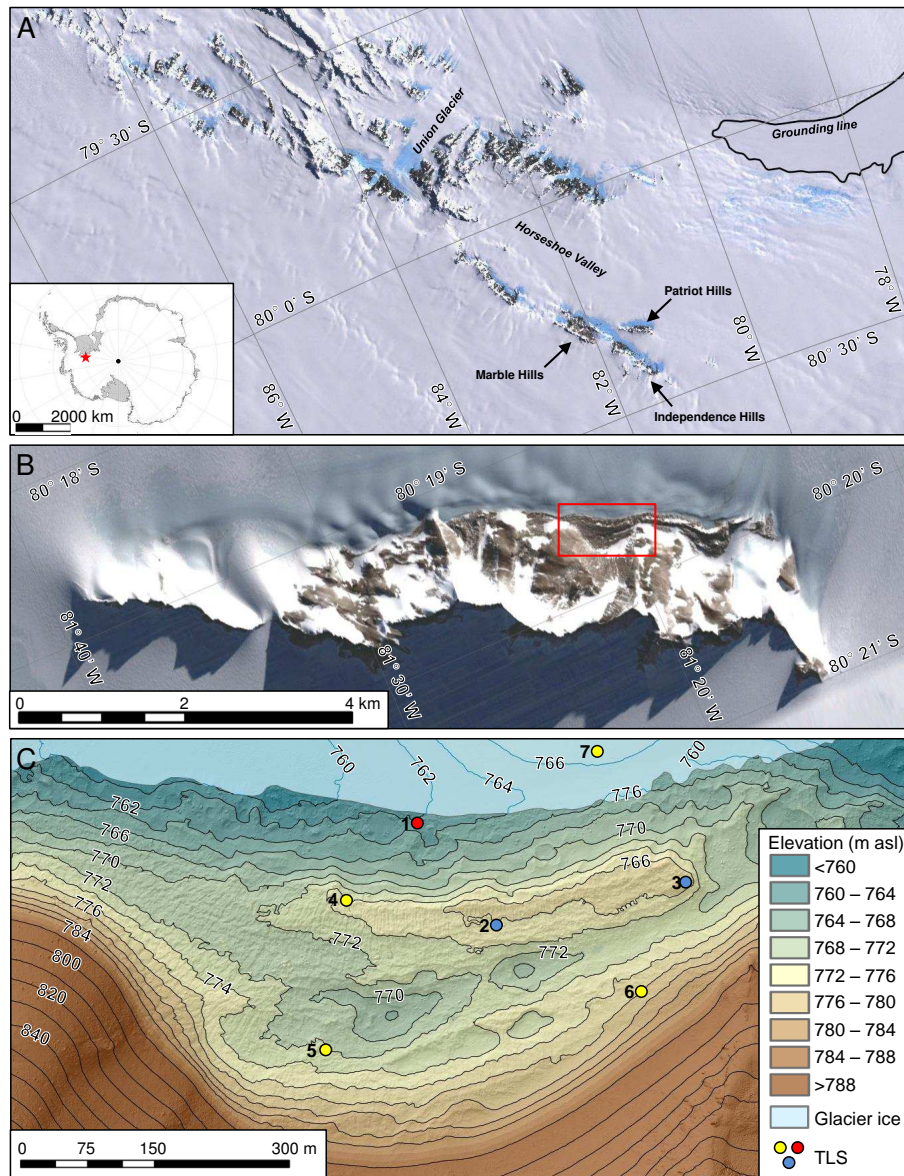 A
79° 30' S
Union Glacier
Grounding line
Horseshoe Valley
78° W
80° 0' S
Patriot Hills
80° W
80° 30' S
Marble Hills
82° W
84° W
86° W
Independence Hills
0 2000 km
B
80° 18' S
80° 19' S
80° 20' S
81° 40' W
81° 30' W
81° 20' W
80° 21' S
0 2 4 km
C
760
762
764
766
7
760
776
762
1
770
766
770
766
3
772
4
776
2
784
772
772
800
774
770
6
820
840
5
0 75 150 300 m
Elevation (m asl)
<760
760 – 764
764 – 768
768 – 772
772 – 776
776 – 780
780 – 784
784 – 788
>788
Glacier ice
TLS